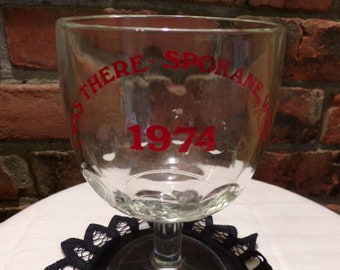 THERE - SPOKANE,
1974